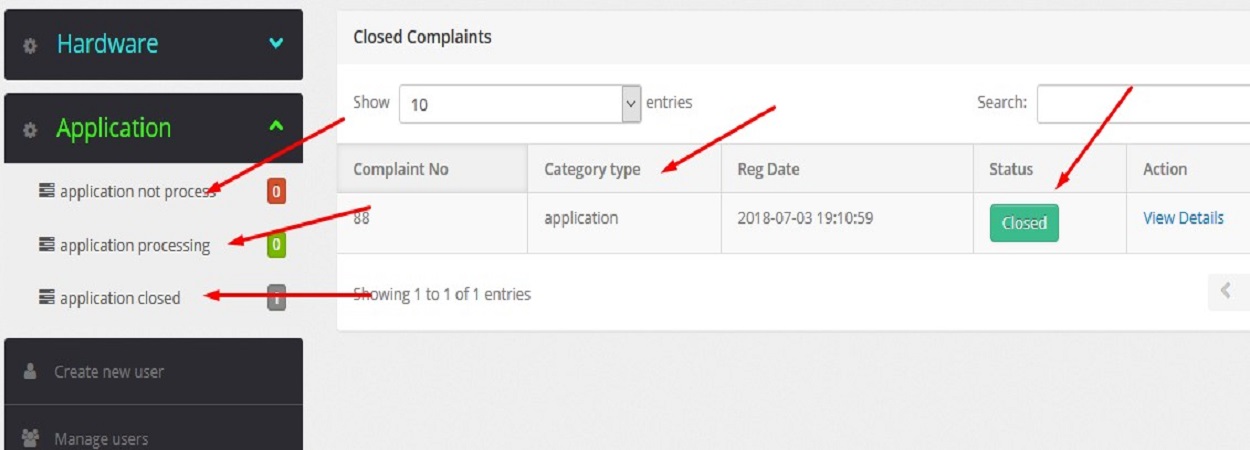 Hardware
Application
application not process
0
application processing
0
application closed
1
Create new user
Manage users
Closed Complaints
Show 10 entries
Search:
Complaint No Category type Reg Date Status Action
88 application 2018-07-03 19:10:59 Closed View Details
Showing 1 to 1 of 1 entries